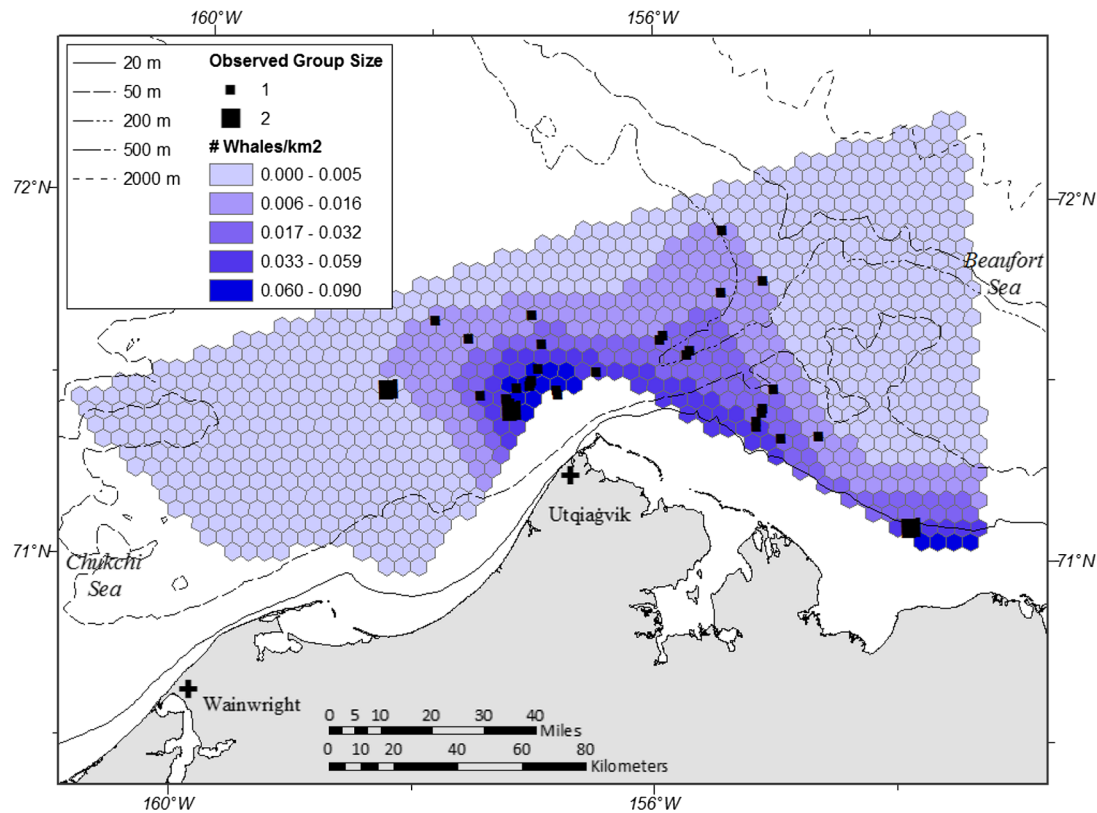 160°W 156°W
20 m
50 m
200 m
500 m
2000 m
Observed Group Size
1
2
# Whales/km2
0.000 - 0.005
0.006 - 0.016
0.017 - 0.032
0.033 - 0.059
0.060 - 0.090
72°N
72°N
Beaufort
Sea
Utqiaġvik
71°N
71°N
Chukchi
Sea
Wainwright
0 5 10 20 30 40
Miles
0 10 20 40 60 80
Kilometers
160°W 156°W